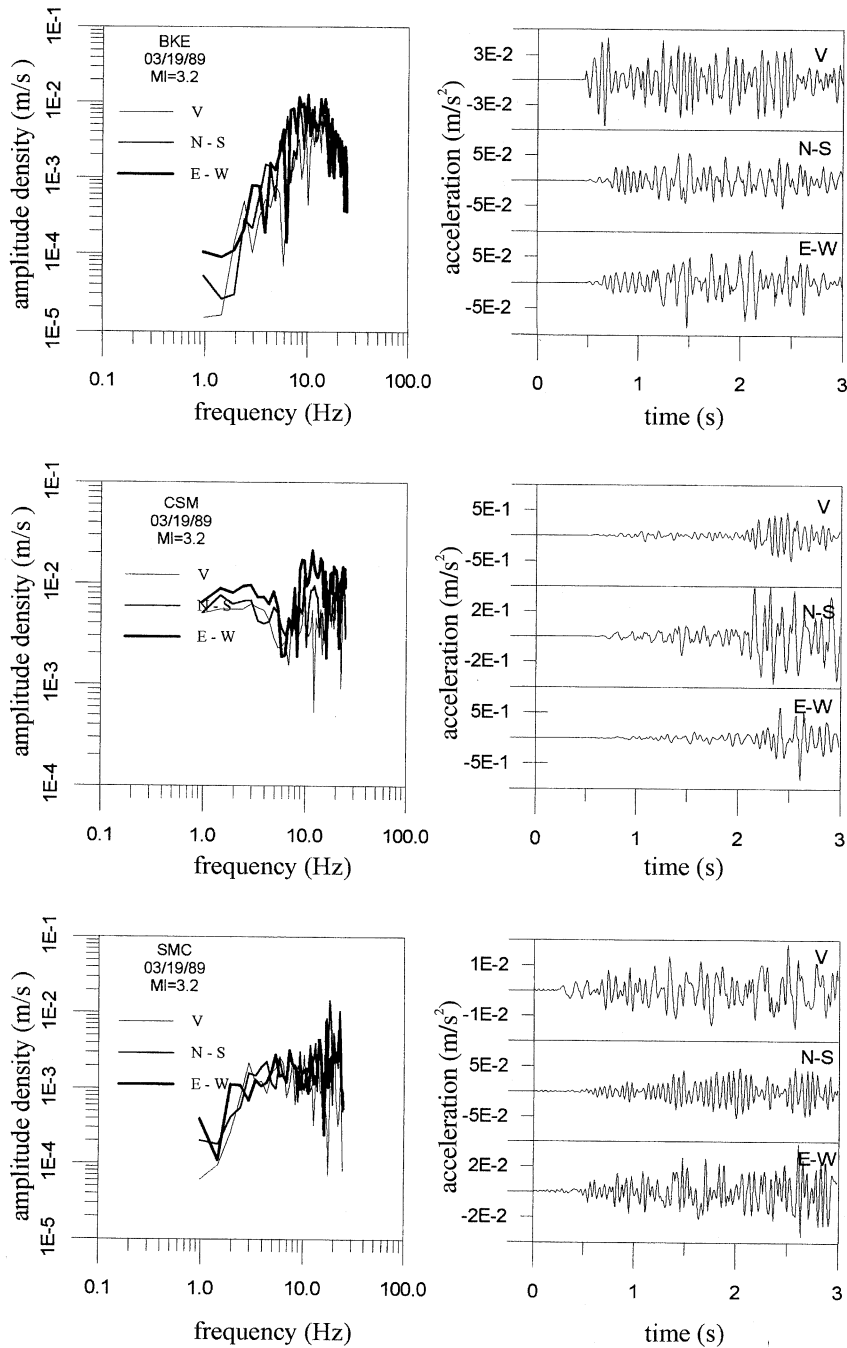 1E-1
1E-2
1E-3
1E-4
1E-5
amplitude density (m/s)
BKE
03/19/89
Ml=3.2
V
N - S
E - W
0.1 1.0 10.0 100.0
frequency (Hz)
acceleration (m/s²)
3E-2
-3E-2
V
5E-2
-5E-2
N-S
5E-2
-5E-2
E-W
0 1 2 3
time (s)
1E-1
1E-2
1E-3
1E-4
amplitude density (m/s)
CSM
03/19/89
Ml=3.2
V
N - S
E - W
0.1 1.0 10.0 100.0
frequency (Hz)
acceleration (m/s²)
5E-1
-5E-1
V
2E-1
-2E-1
N-S
5E-1
-5E-1
E-W
0 1 2 3
time (s)
1E-1
1E-2
1E-3
1E-4
1E-5
amplitude density (m/s)
SMC
03/19/89
Ml=3.2
V
N - S
E - W
0.1 1.0 10.0 100.0
frequency (Hz)
acceleration (m/s²)
1E-2
-1E-2
V
5E-2
-5E-2
N-S
2E-2
-2E-2
E-W
0 1 2 3
time (s)